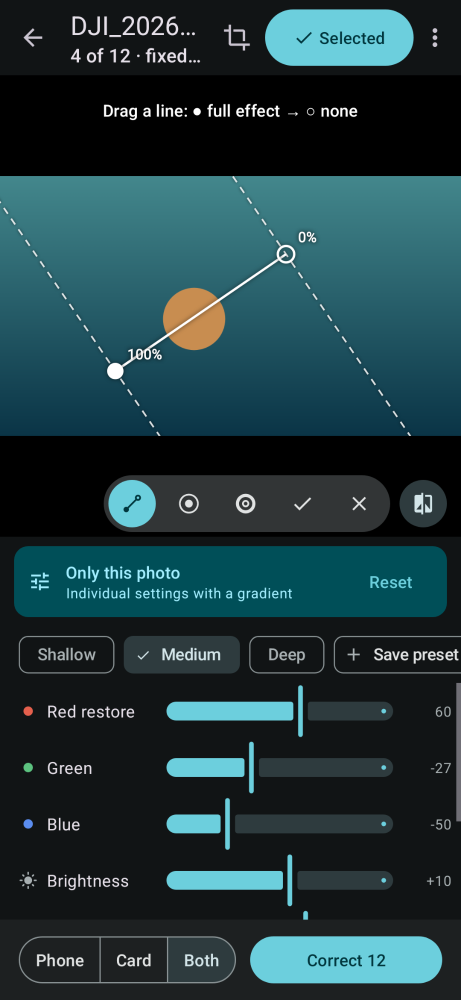 DJI_2026…
4 of 12 · fixed…
Selected
Drag a line: ● full effect → ○ none
0%
100%
Only this photo
Individual settings with a gradient
Reset
Shallow
Medium
Deep
Save preset
Red restore
60
Green
-27
Blue
-50
Brightness
+10
Phone
Card
Both
Correct 12